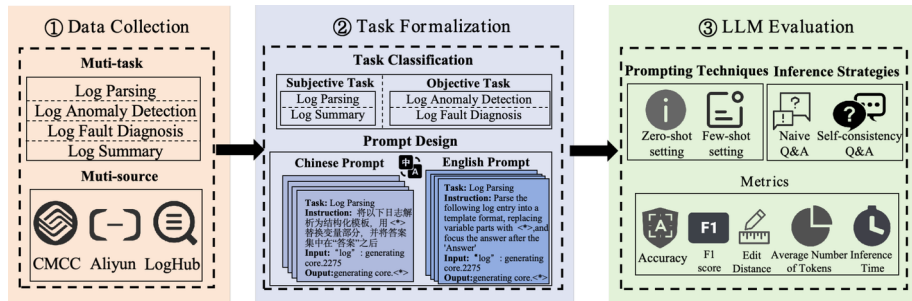 ① Data Collection
Muti-task
Log Parsing
Log Anomaly Detection
Log Fault Diagnosis
Log Summary
Muti-source
CMCC Aliyun LogHub
② Task Formalization
Task Classification
Subjective Task
Log Parsing
Log Summary
Objective Task
Log Anomaly Detection
Log Fault Diagnosis
Prompt Design
Chinese Prompt
中 A
English Prompt
Task: Log Parsing
Instruction: 将以下日志解
析为结构化模板，用 <*>
替换变量部分，并将答案
集中在“答案”之后
Input: “log”: generating
core.2275
Ouput:generating core.<*>
Task: Log Parsing
Instruction: Parse the
following log entry into a
template format, replacing
variable parts with <*>,and
focus the answer after the
'Answer'
Input: “log”: generating
core.2275
Ouput:generating core.<*>
③ LLM Evaluation
Prompting Techniques
Zero-shot
setting
Few-shot
setting
Inference Strategies
?
Naive
Q&A
?
Self-consistency
Q&A
Metrics
A
Accuracy
F1
F1
score
Edit
Distance
Average Number
of Tokens
Inference
Time